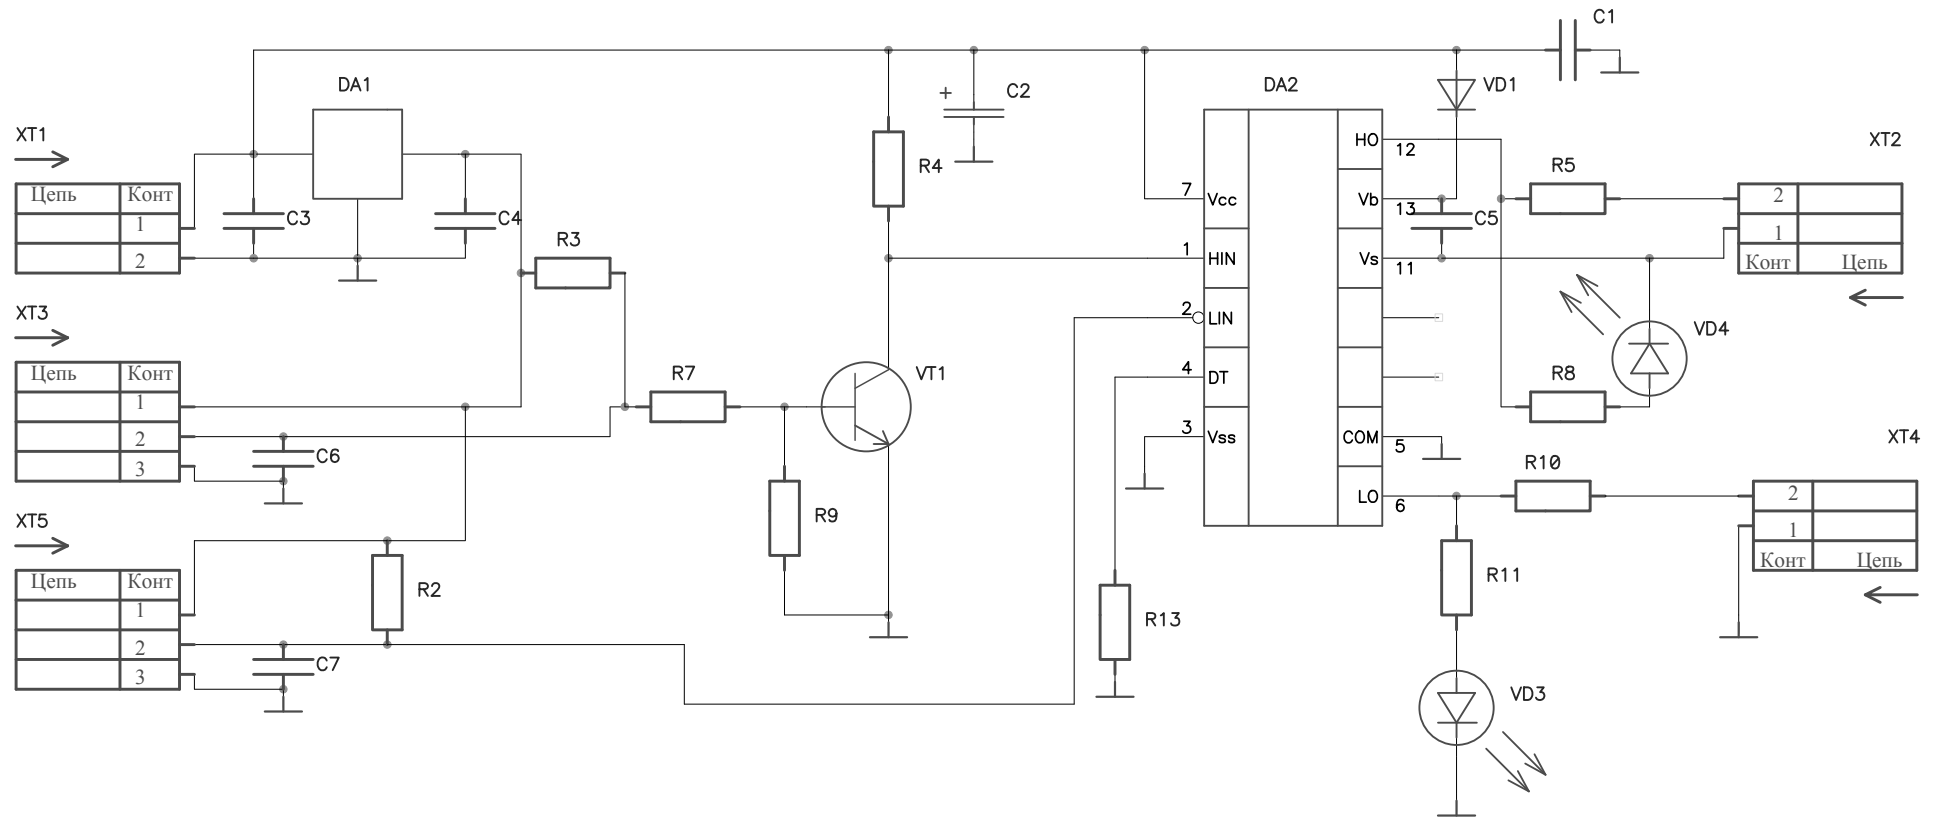 C1
DA1
+
C2
DA2
VD1
XT1
HO
12
XT2
R4
R5
Цепь Конт
7
Vcc
Vb
13
2
1
C3
C4
C5
1
2
R3
1
HIN
Vs
11
Конт Цепь
XT3
2
LIN
VD4
Цепь Конт
R7
VT1
4
DT
R8
1
2
3
Vss
COM
5
XT4
3
C6
R10
LO
6
2
XT5
R9
1
Цепь Конт
R2
R11
Конт Цепь
1
R13
2
3
C7
VD3